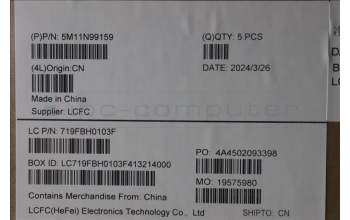 (P)P/N: 5M11N99159
(Q)QTY: 5 PCS
(4L)Origin:CN
DATE: 2024/3/26
Made in China
Supplier: LCFC
LC P/N: 719FBH0103F
PO: 4A4502093398
BOX ID: LC719FBH0103F413214000
MO: 19575980
Contains Merchandise From: China
LCFC(HeFei) Electronics Technology Co., Ltd
SHIPTO: CN